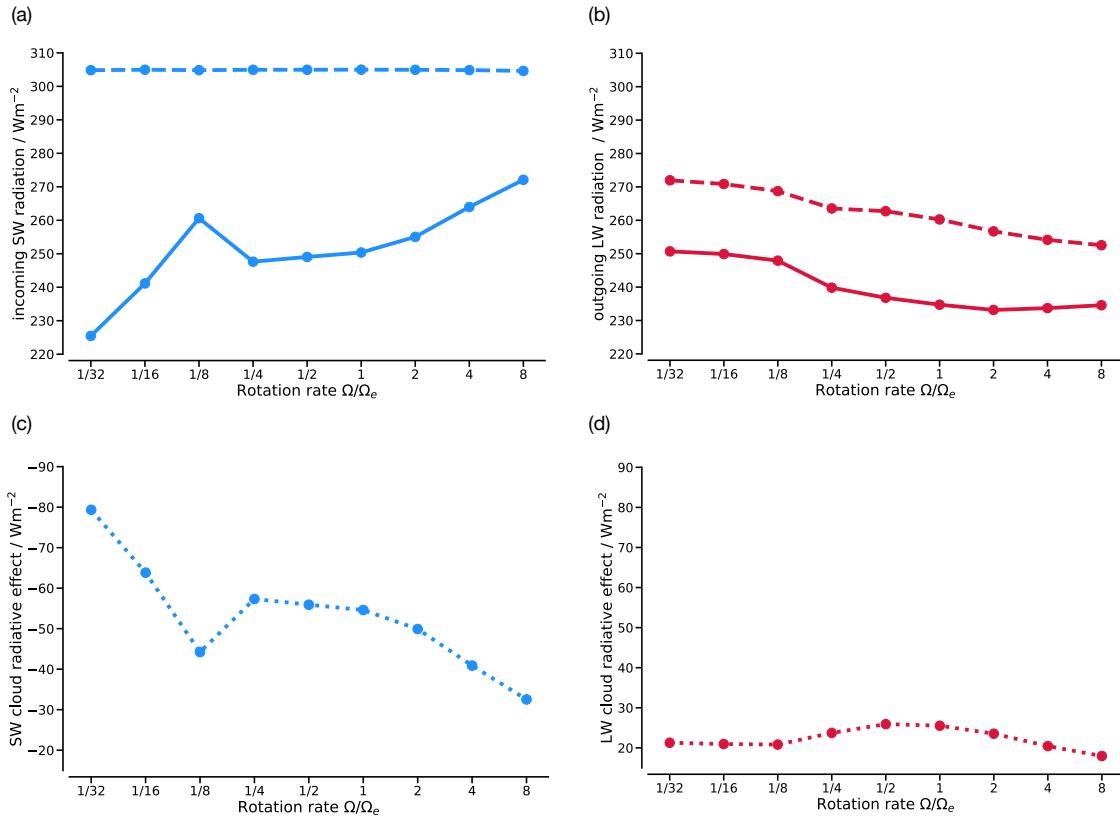 (a)
310
300
290
280
270
260
250
240
230
220
incoming SW radiation / Wm⁻²
1/32 1/16 1/8 1/4 1/2 1 2 4 8
Rotation rate Ω/Ωₑ
(b)
310
300
290
280
270
260
250
240
230
220
outgoing LW radiation / Wm⁻²
1/32 1/16 1/8 1/4 1/2 1 2 4 8
Rotation rate Ω/Ωₑ
(c)
−90
−80
−70
−60
−50
−40
−30
−20
SW cloud radiative effect / Wm⁻²
1/32 1/16 1/8 1/4 1/2 1 2 4 8
Rotation rate Ω/Ωₑ
(d)
90
80
70
60
50
40
30
20
LW cloud radiative effect / Wm⁻²
1/32 1/16 1/8 1/4 1/2 1 2 4 8
Rotation rate Ω/Ωₑ